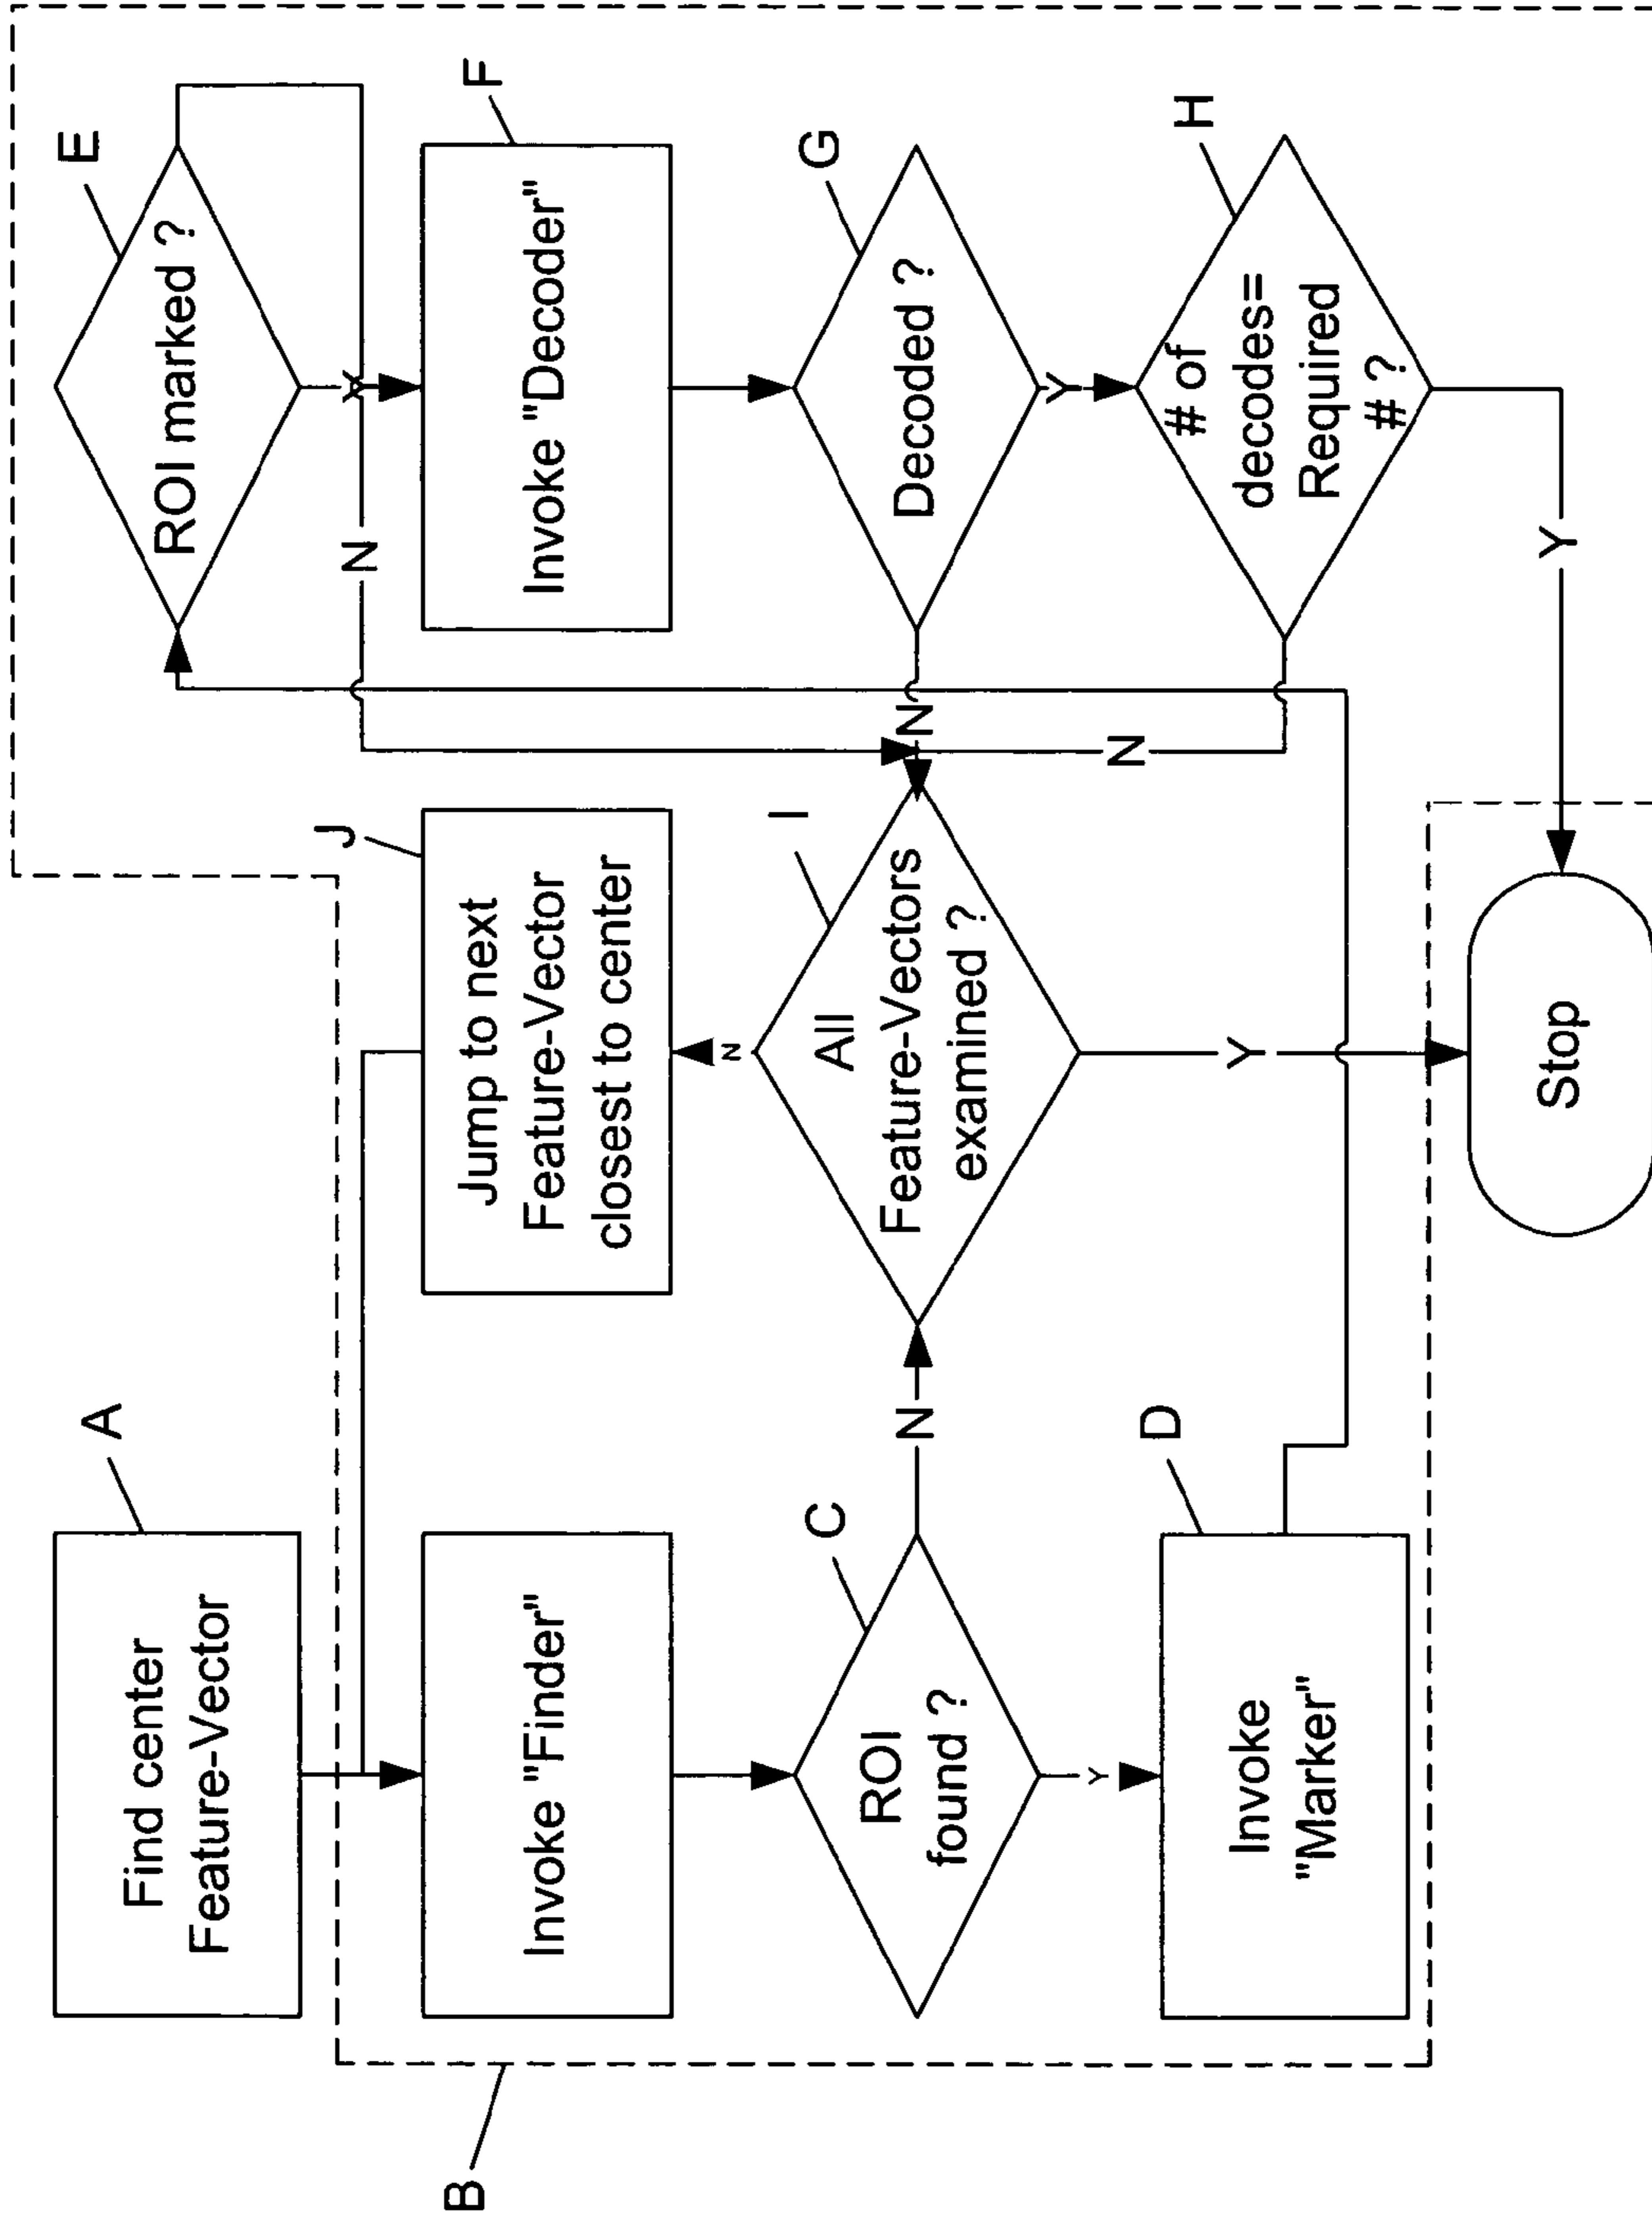 A
Find center
Feature-Vector
B
Invoke "Finder"
C
ROI
found ?
N
Y
D
Invoke
"Marker"
J
Jump to next
Feature-Vector
closest to center
N
I
All
Feature-Vectors
examined ?
Y
Stop
E
ROI marked ?
Y
N
F
Invoke "Decoder"
G
Decoded ?
N
Y
H
# of
decodes=
Required
# ?
N
Y